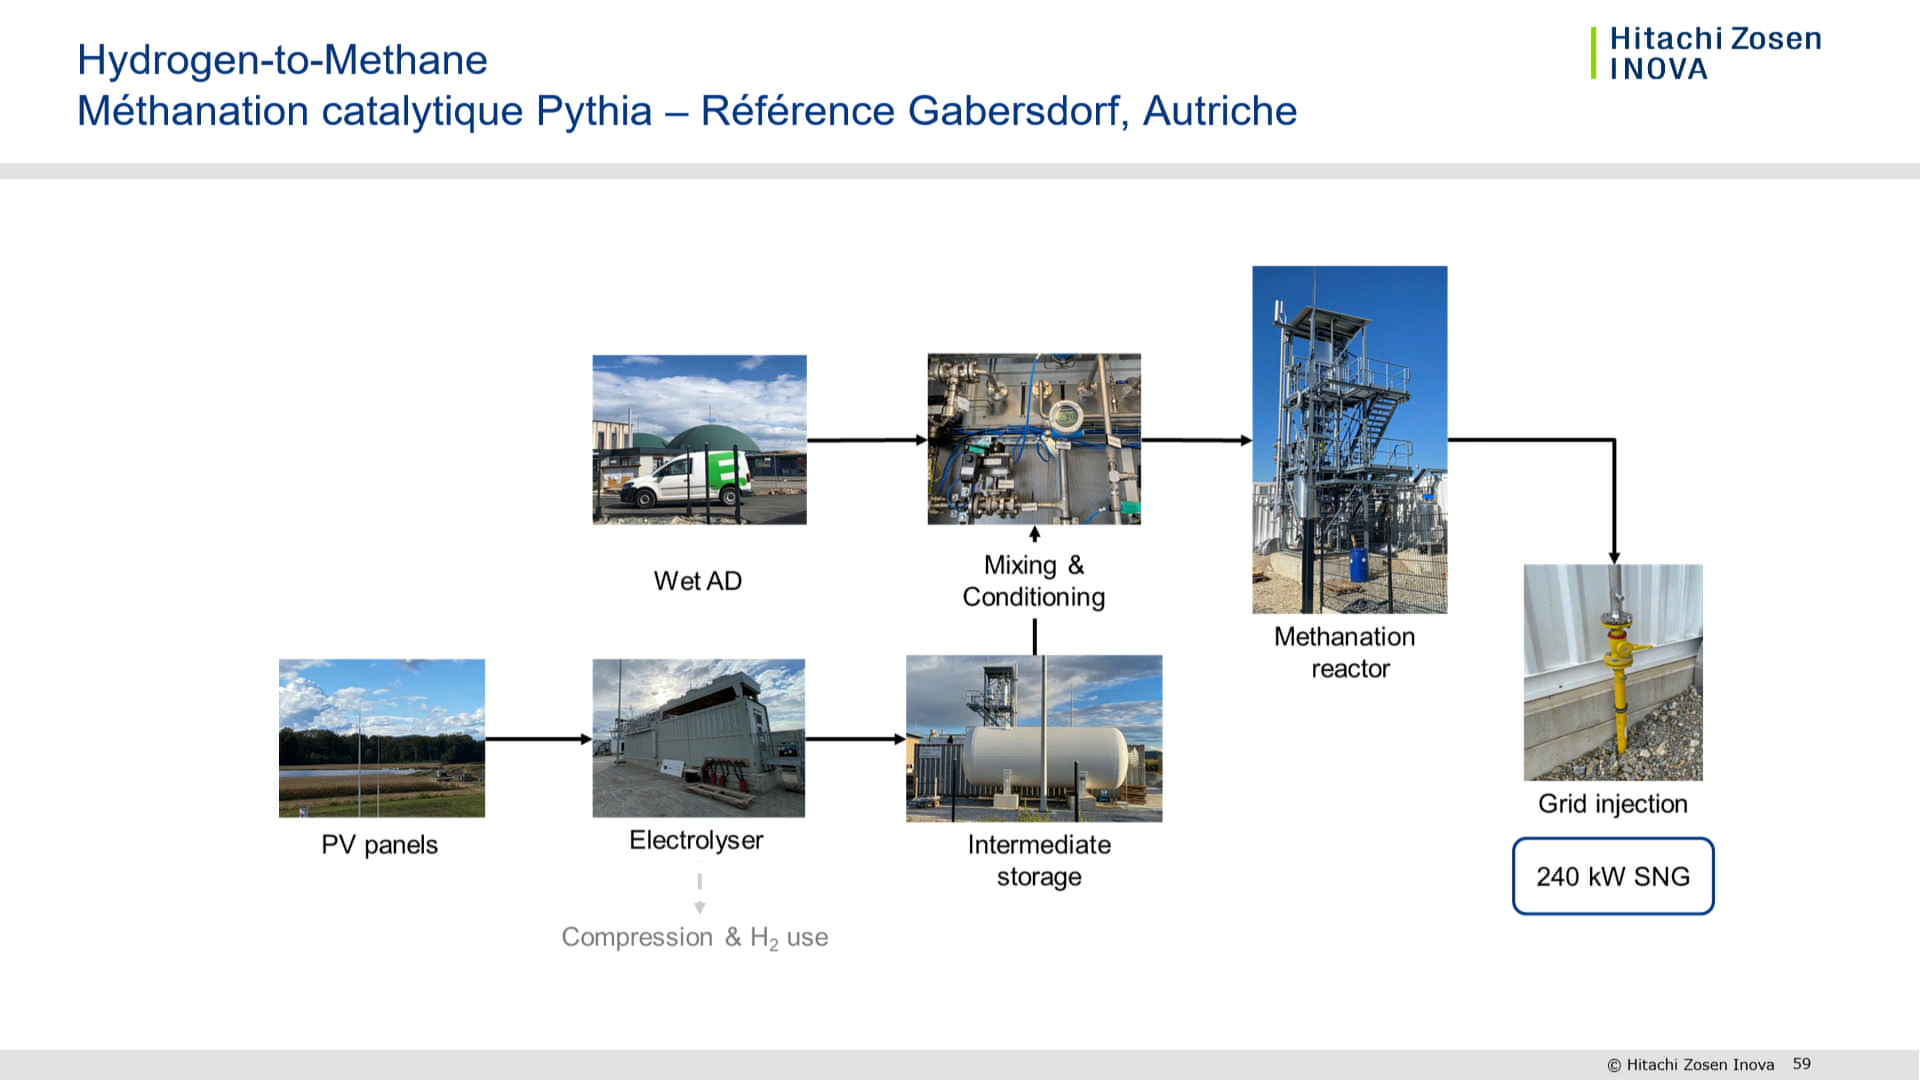 Hydrogen-to-Methane
Méthanation catalytique Pythia – Référence Gabersdorf, Autriche
Hitachi Zosen
INOVA
Wet AD
Mixing &
Conditioning
Methanation
reactor
PV panels
Electrolyser
Intermediate
storage
Grid injection
240 kW SNG
Compression & H₂ use
© Hitachi Zosen Inova 59